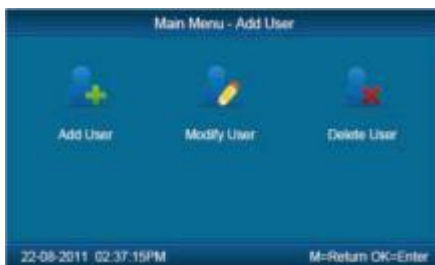 Main Menu - Add User
Add User Modify User Delete User
22-08-2011 02:37:15PM M=Return OK=Enter